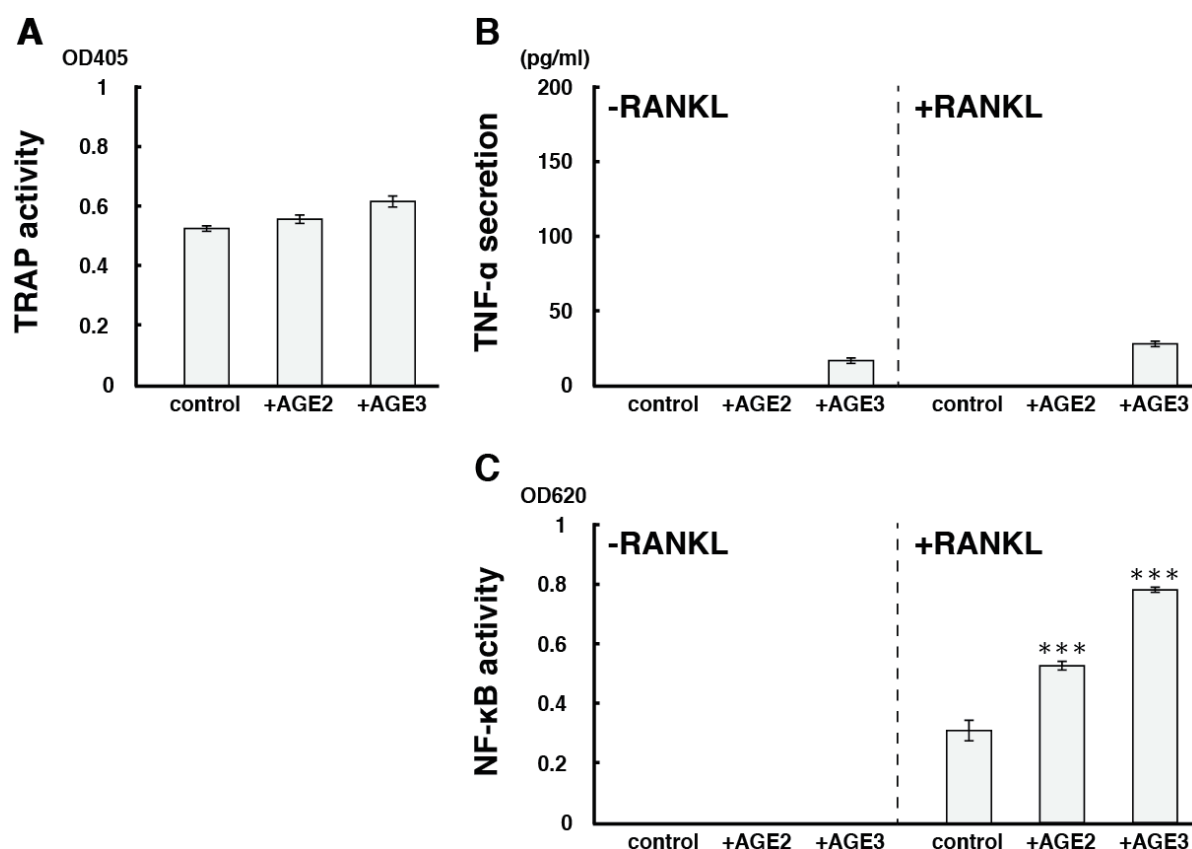 A
OD405
TRAP activity
1
0.8
0.6
0.4
0.2
0
control +AGE2 +AGE3
B
(pg/ml)
TNF-α secretion
200
150
100
50
0
-RANKL +RANKL
control +AGE2 +AGE3 control +AGE2 +AGE3
C
OD620
NF-κB activity
1
0.8
0.6
0.4
0.2
0
-RANKL +RANKL
***
***
control +AGE2 +AGE3 control +AGE2 +AGE3